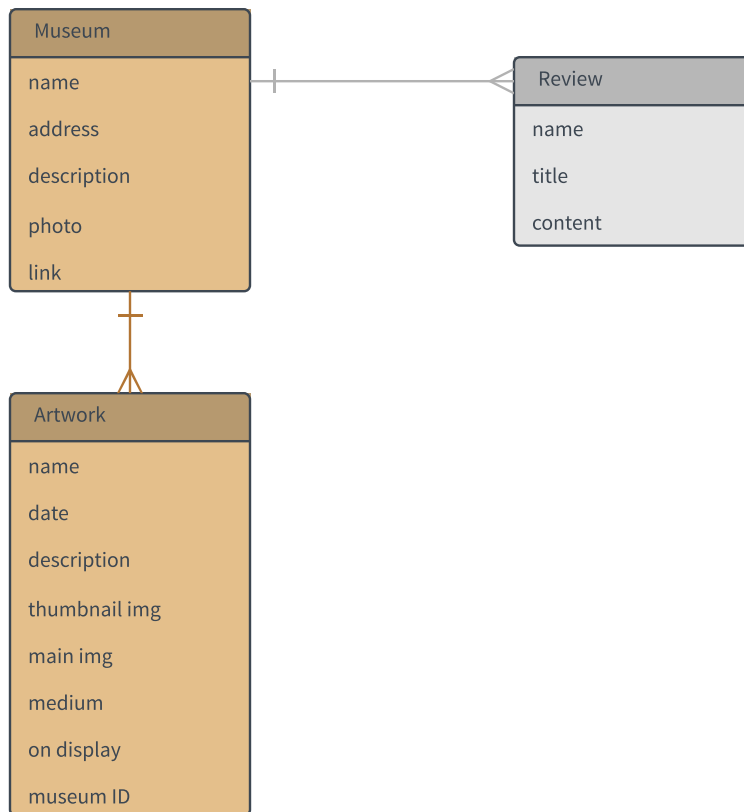 Museum
name
address
description
photo
link
Review
name
title
content
Artwork
name
date
description
thumbnail img
main img
medium
on display
museum ID